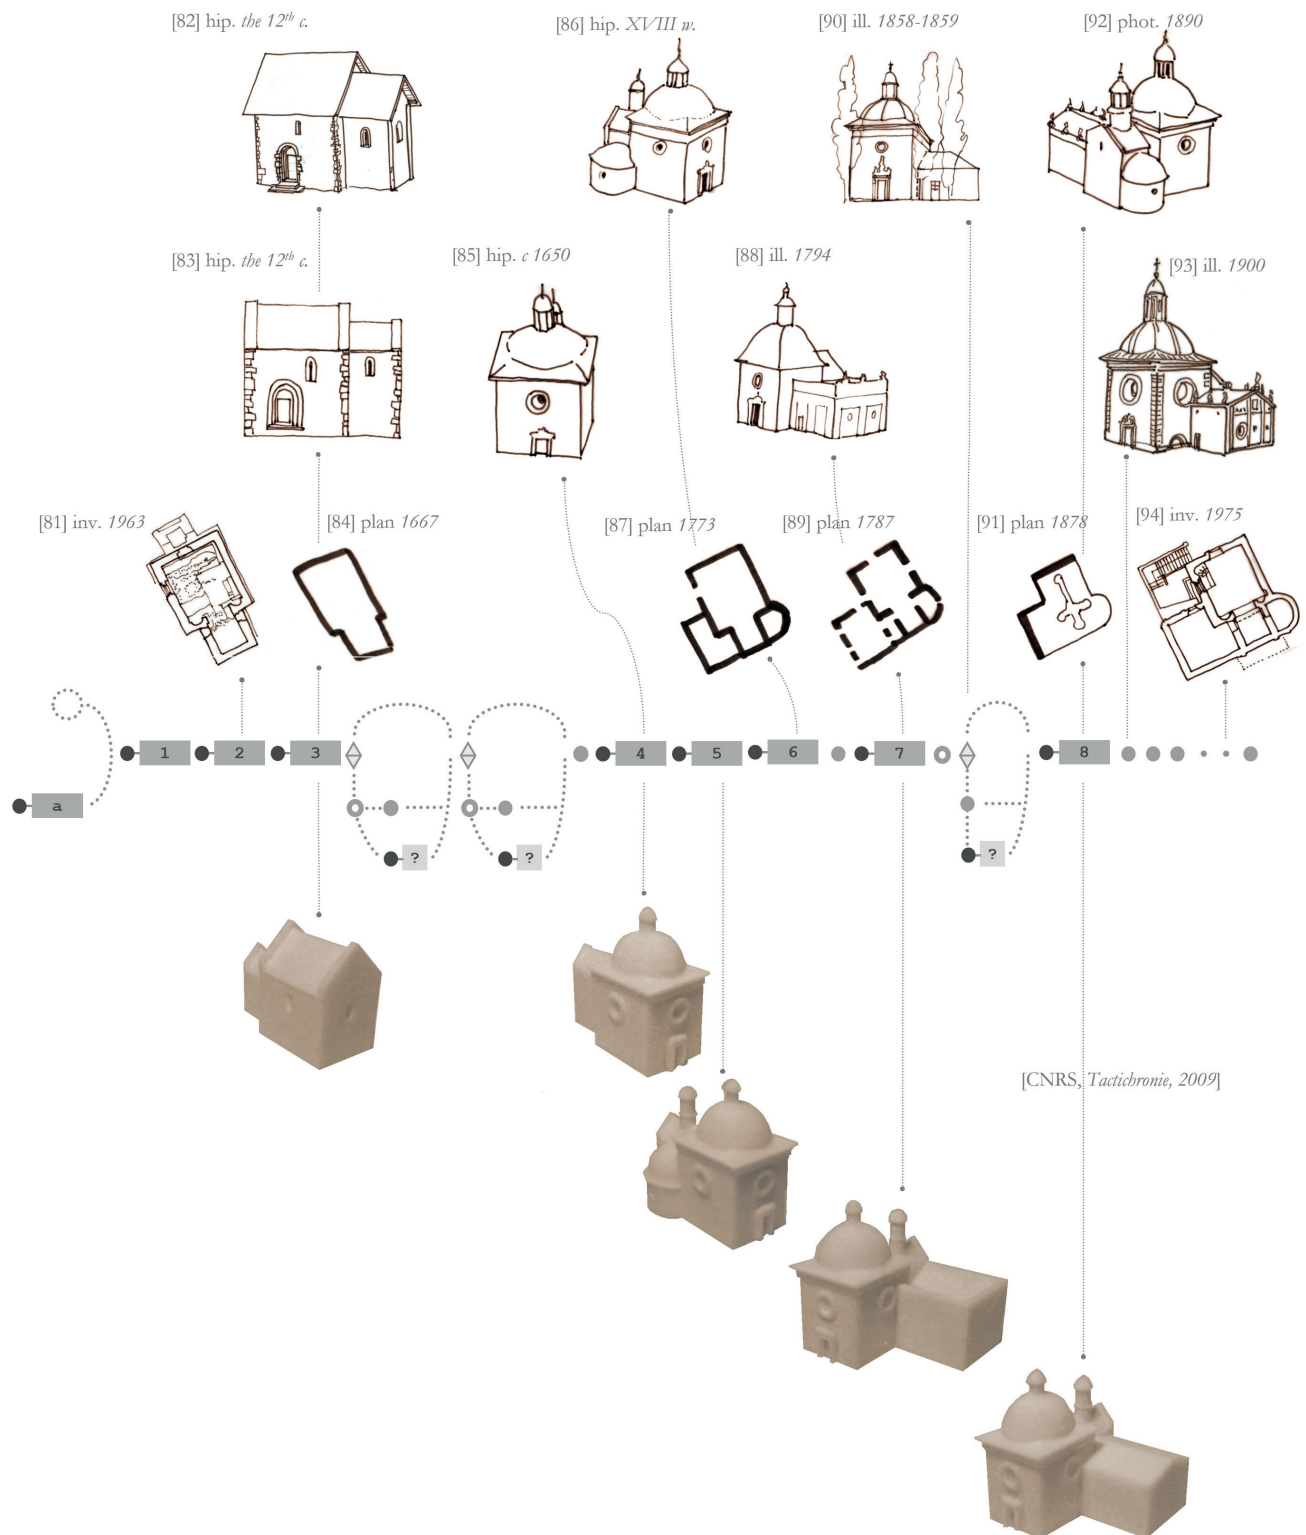 [82] hip. the 12th c.
[86] hip. XVIII w.
[90] ill. 1858-1859
[92] phot. 1890
[83] hip. the 12th c.
[85] hip. c 1650
[88] ill. 1794
[93] ill. 1900
[81] inv. 1963
[84] plan 1667
[87] plan 1773
[89] plan 1787
[91] plan 1878
[94] inv. 1975
1
2
3
4
5
6
7
8
a
?
?
?
[CNRS, Tactichronie, 2009]